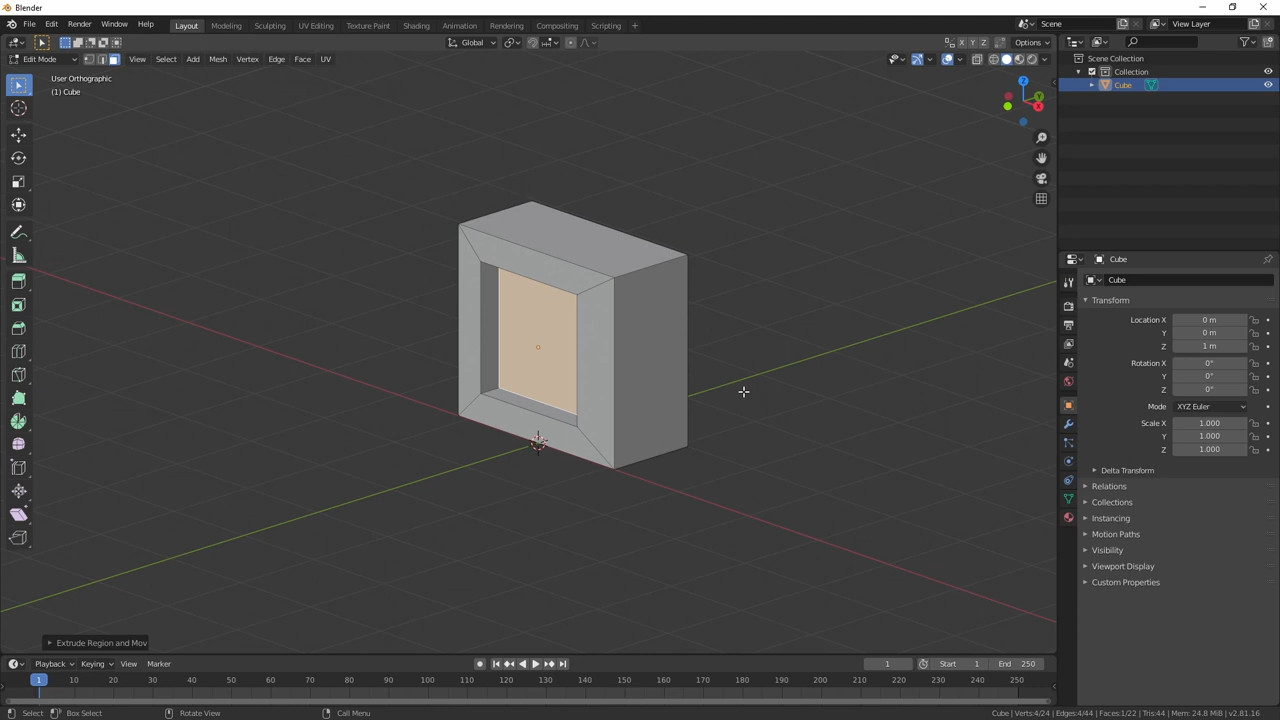 Blender
File Edit Render Window Help Layout Modeling Sculpting UV Editing Texture Paint Shading Animation Rendering Compositing Scripting + Scene View Layer
Global X Y Z Options
Edit Mode View Select Add Mesh Vertex Edge Face UV
User Orthographic
(1) Cube
Scene Collection
Collection
Cube
Z
Y
X
Cube
Cube
Transform
Location X 0 m
Y 0 m
Z 1 m
Rotation X 0°
Y 0°
Z 0°
Mode XYZ Euler
Scale X 1.000
Y 1.000
Z 1.000
Delta Transform
Relations
Collections
Instancing
Motion Paths
Visibility
Viewport Display
Custom Properties
Extrude Region and Mov
Playback Keying View Marker 1 Start 1 End 250
1 10 20 30 40 50 60 70 80 90 100 110 120 130 140 150 160 170 180 190 200 210 220 230 240 250
Select Box Select Rotate View Call Menu Cube | Verts:4/24 | Edges:4/44 | Faces:1/22 | Tris:44 | Mem: 24.8 MiB | v2.81.16